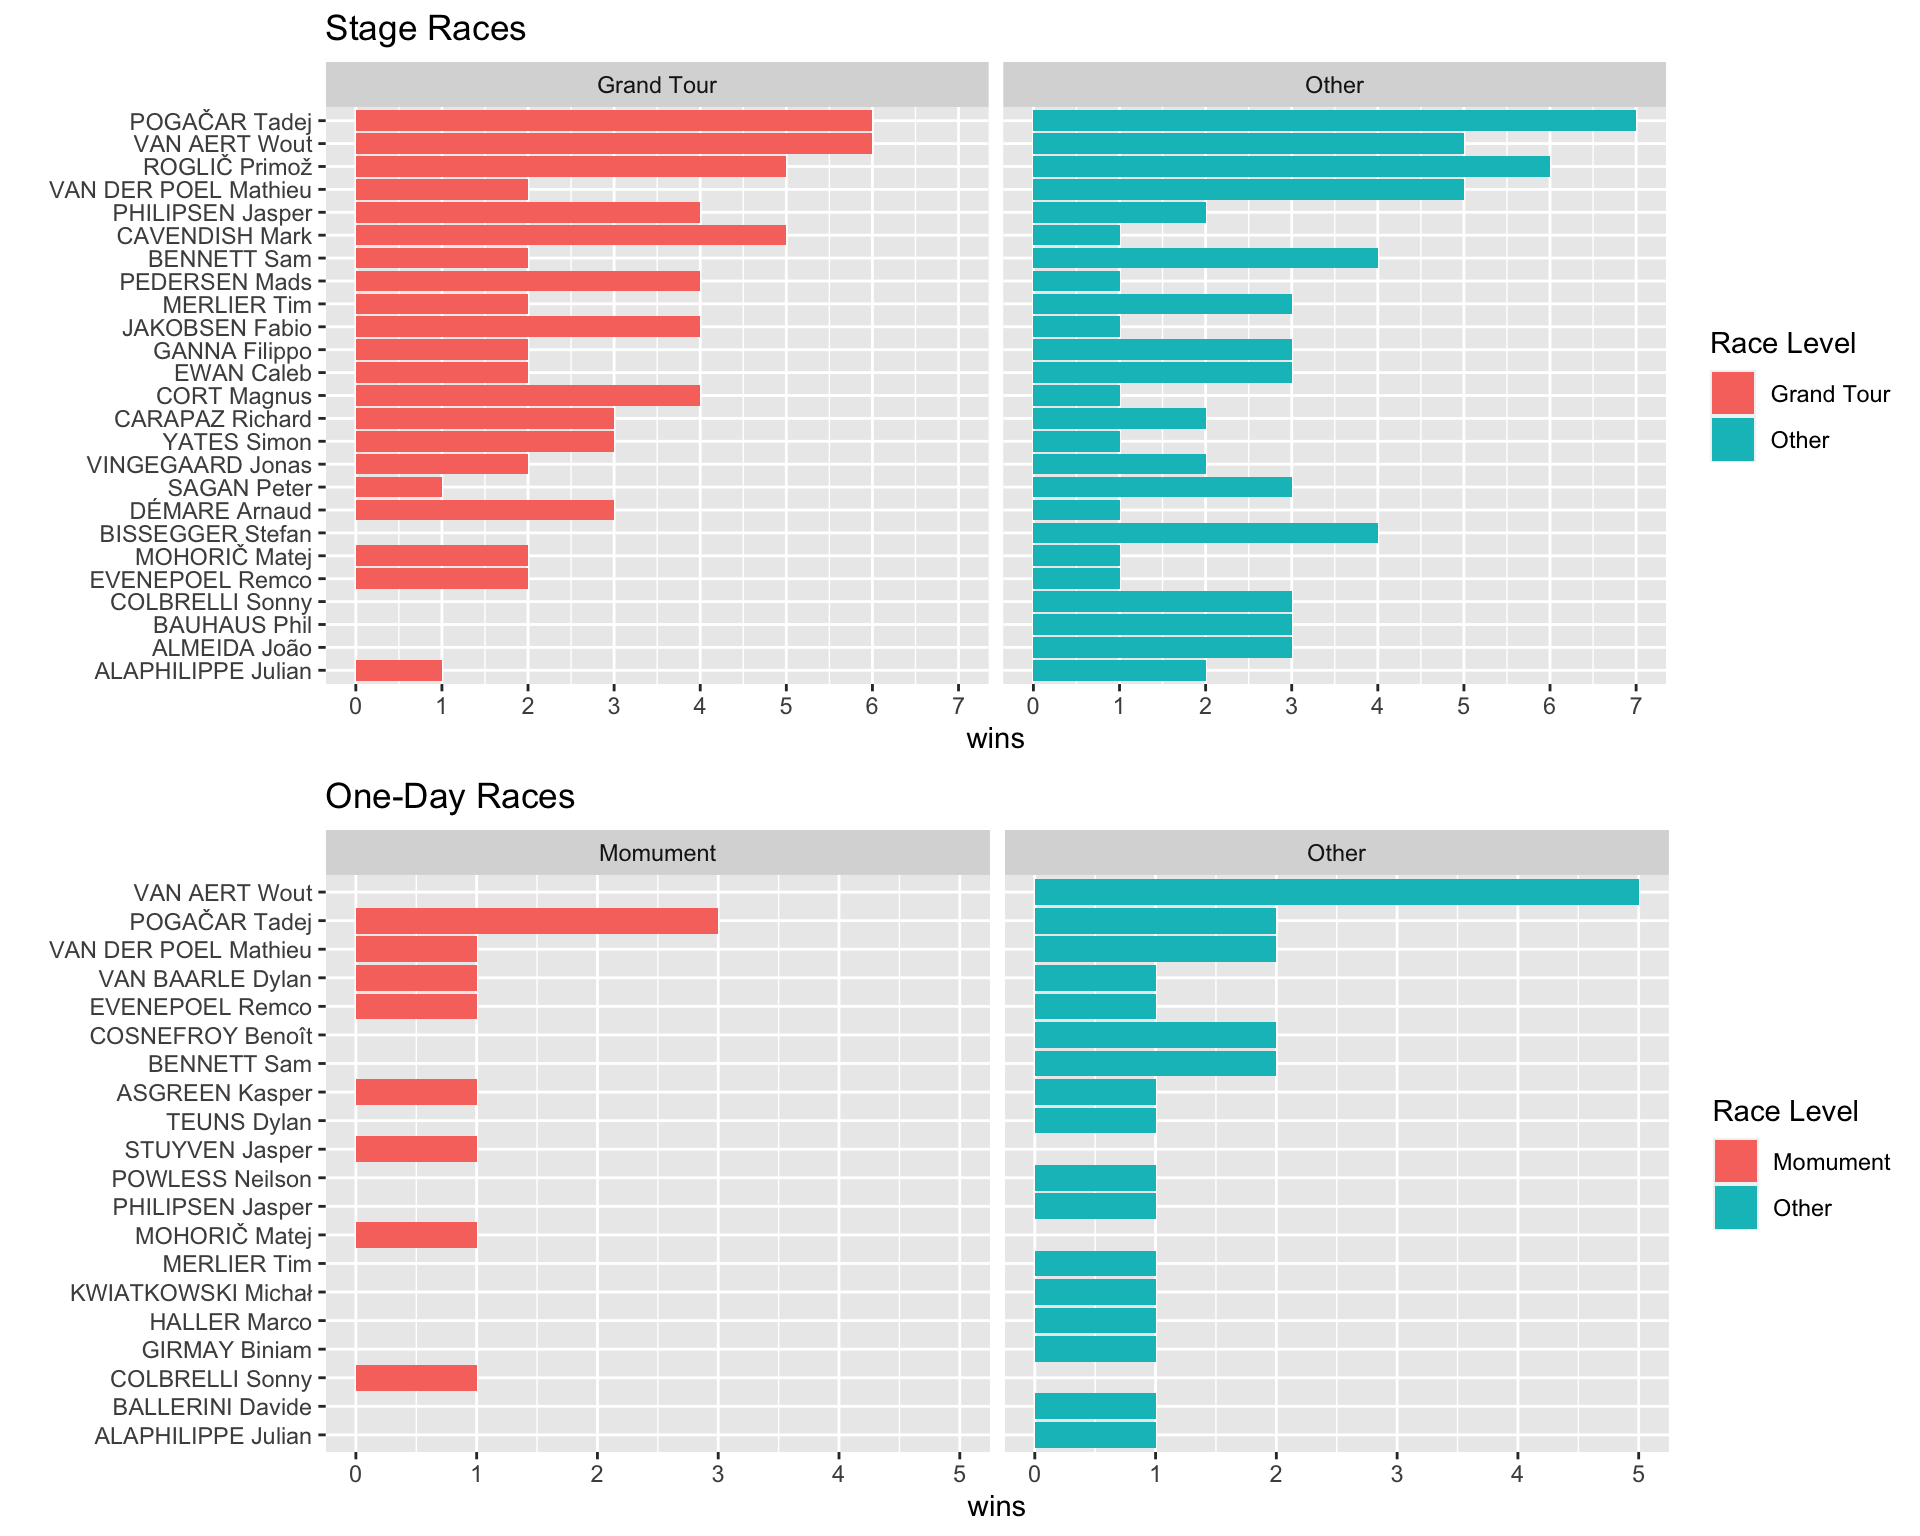 Stage Races
Grand Tour
Other
POGAČAR Tadej
VAN AERT Wout
ROGLIČ Primož
VAN DER POEL Mathieu
PHILIPSEN Jasper
CAVENDISH Mark
BENNETT Sam
PEDERSEN Mads
MERLIER Tim
JAKOBSEN Fabio
GANNA Filippo
EWAN Caleb
CORT Magnus
CARAPAZ Richard
YATES Simon
VINGEGAARD Jonas
SAGAN Peter
DÉMARE Arnaud
BISSEGGER Stefan
MOHORIČ Matej
EVENEPOEL Remco
COLBRELLI Sonny
BAUHAUS Phil
ALMEIDA João
ALAPHILIPPE Julian
0 1 2 3 4 5 6 7
0 1 2 3 4 5 6 7
wins
Race Level
Grand Tour
Other
One-Day Races
Momument
Other
VAN AERT Wout
POGAČAR Tadej
VAN DER POEL Mathieu
VAN BAARLE Dylan
EVENEPOEL Remco
COSNEFROY Benoît
BENNETT Sam
ASGREEN Kasper
TEUNS Dylan
STUYVEN Jasper
POWLESS Neilson
PHILIPSEN Jasper
MOHORIČ Matej
MERLIER Tim
KWIATKOWSKI Michał
HALLER Marco
GIRMAY Biniam
COLBRELLI Sonny
BALLERINI Davide
ALAPHILIPPE Julian
0 1 2 3 4 5
0 1 2 3 4 5
wins
Race Level
Momument
Other